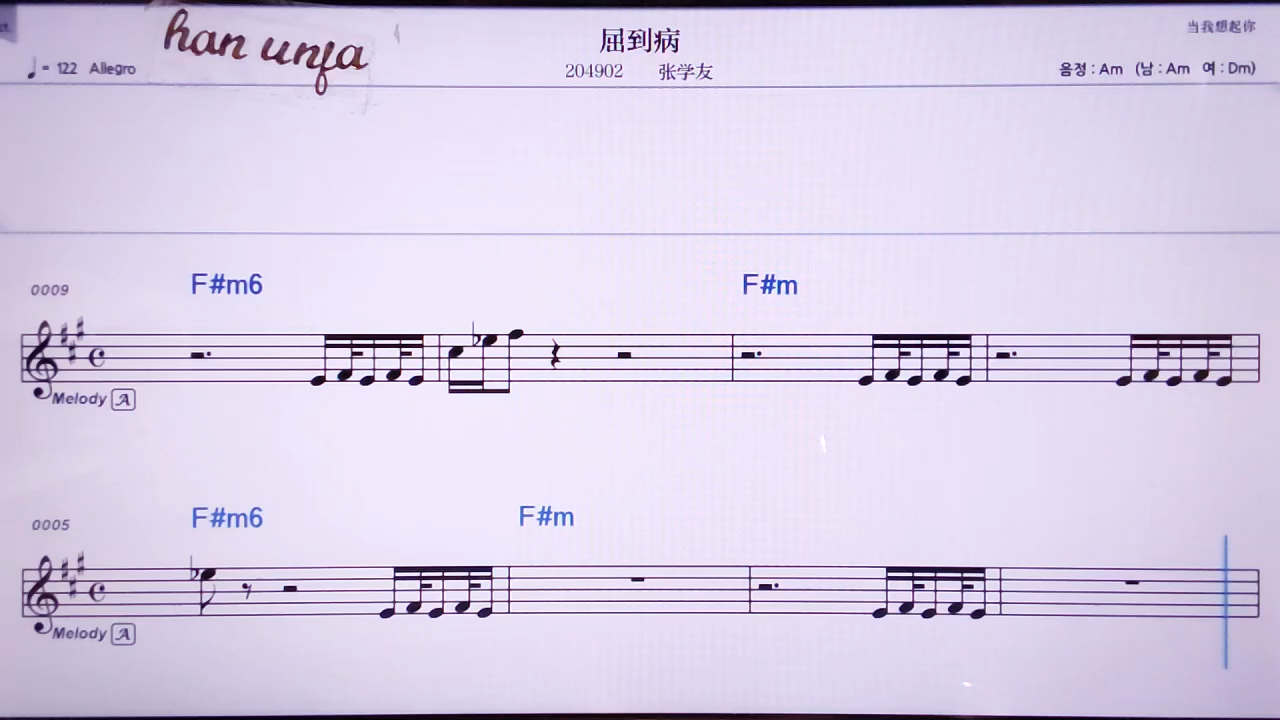 han unfa
屈到病
当我想起你
♩= 122 Allegro
204902 张学友
음정 : Am (남 : Am 여 : Dm)
0009
F#m6 F#m
Melody A
0005
F#m6 F#m
Melody A